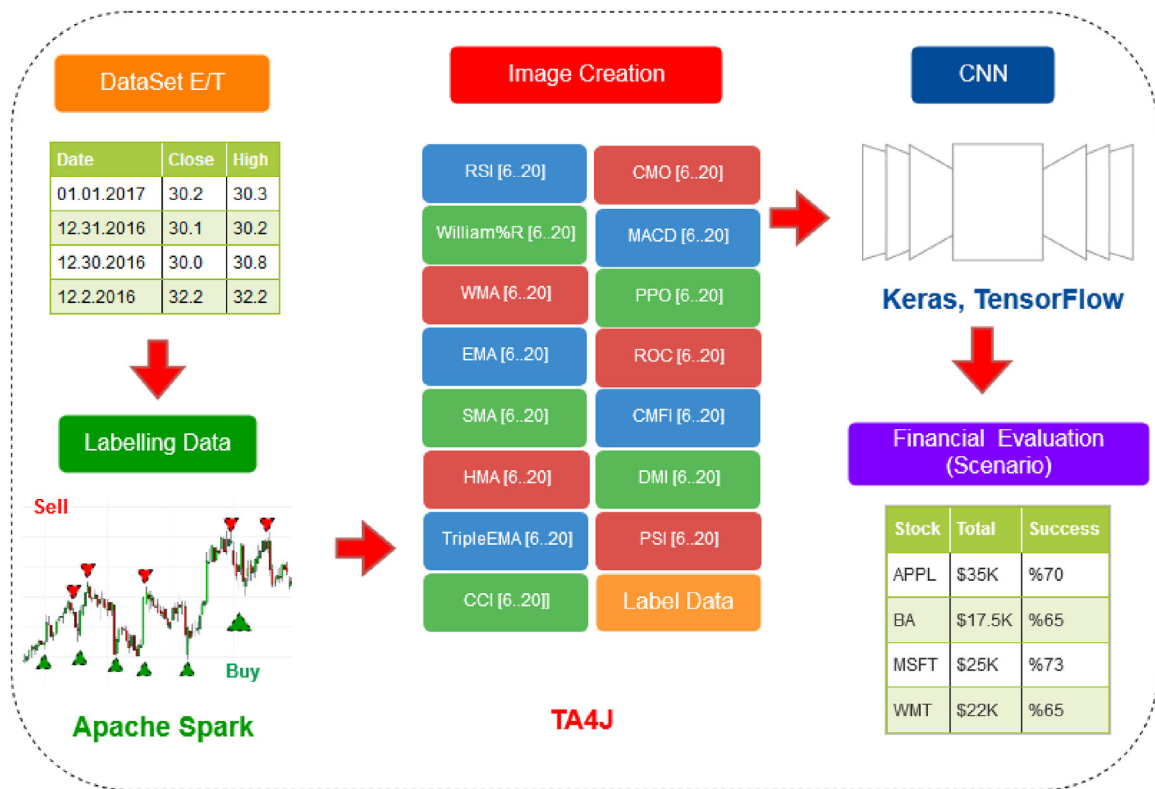 DataSet E/T
Date Close High
01.01.2017 30.2 30.3
12.31.2016 30.1 30.2
12.30.2016 30.0 30.8
12.2.2016 32.2 32.2
Labelling Data
Sell
Buy
Apache Spark
Image Creation
RSI [6..20] CMO [6..20]
William%R [6..20] MACD [6..20]
WMA [6..20] PPO [6..20]
EMA [6..20] ROC [6..20]
SMA [6..20] CMFI [6..20]
HMA [6..20] DMI [6..20]
TripleEMA [6..20] PSI [6..20]
CCI [6..20]] Label Data
TA4J
CNN
Keras, TensorFlow
Financial Evaluation
(Scenario)
Stock Total Success
APPL $35K %70
BA $17.5K %65
MSFT $25K %73
WMT $22K %65